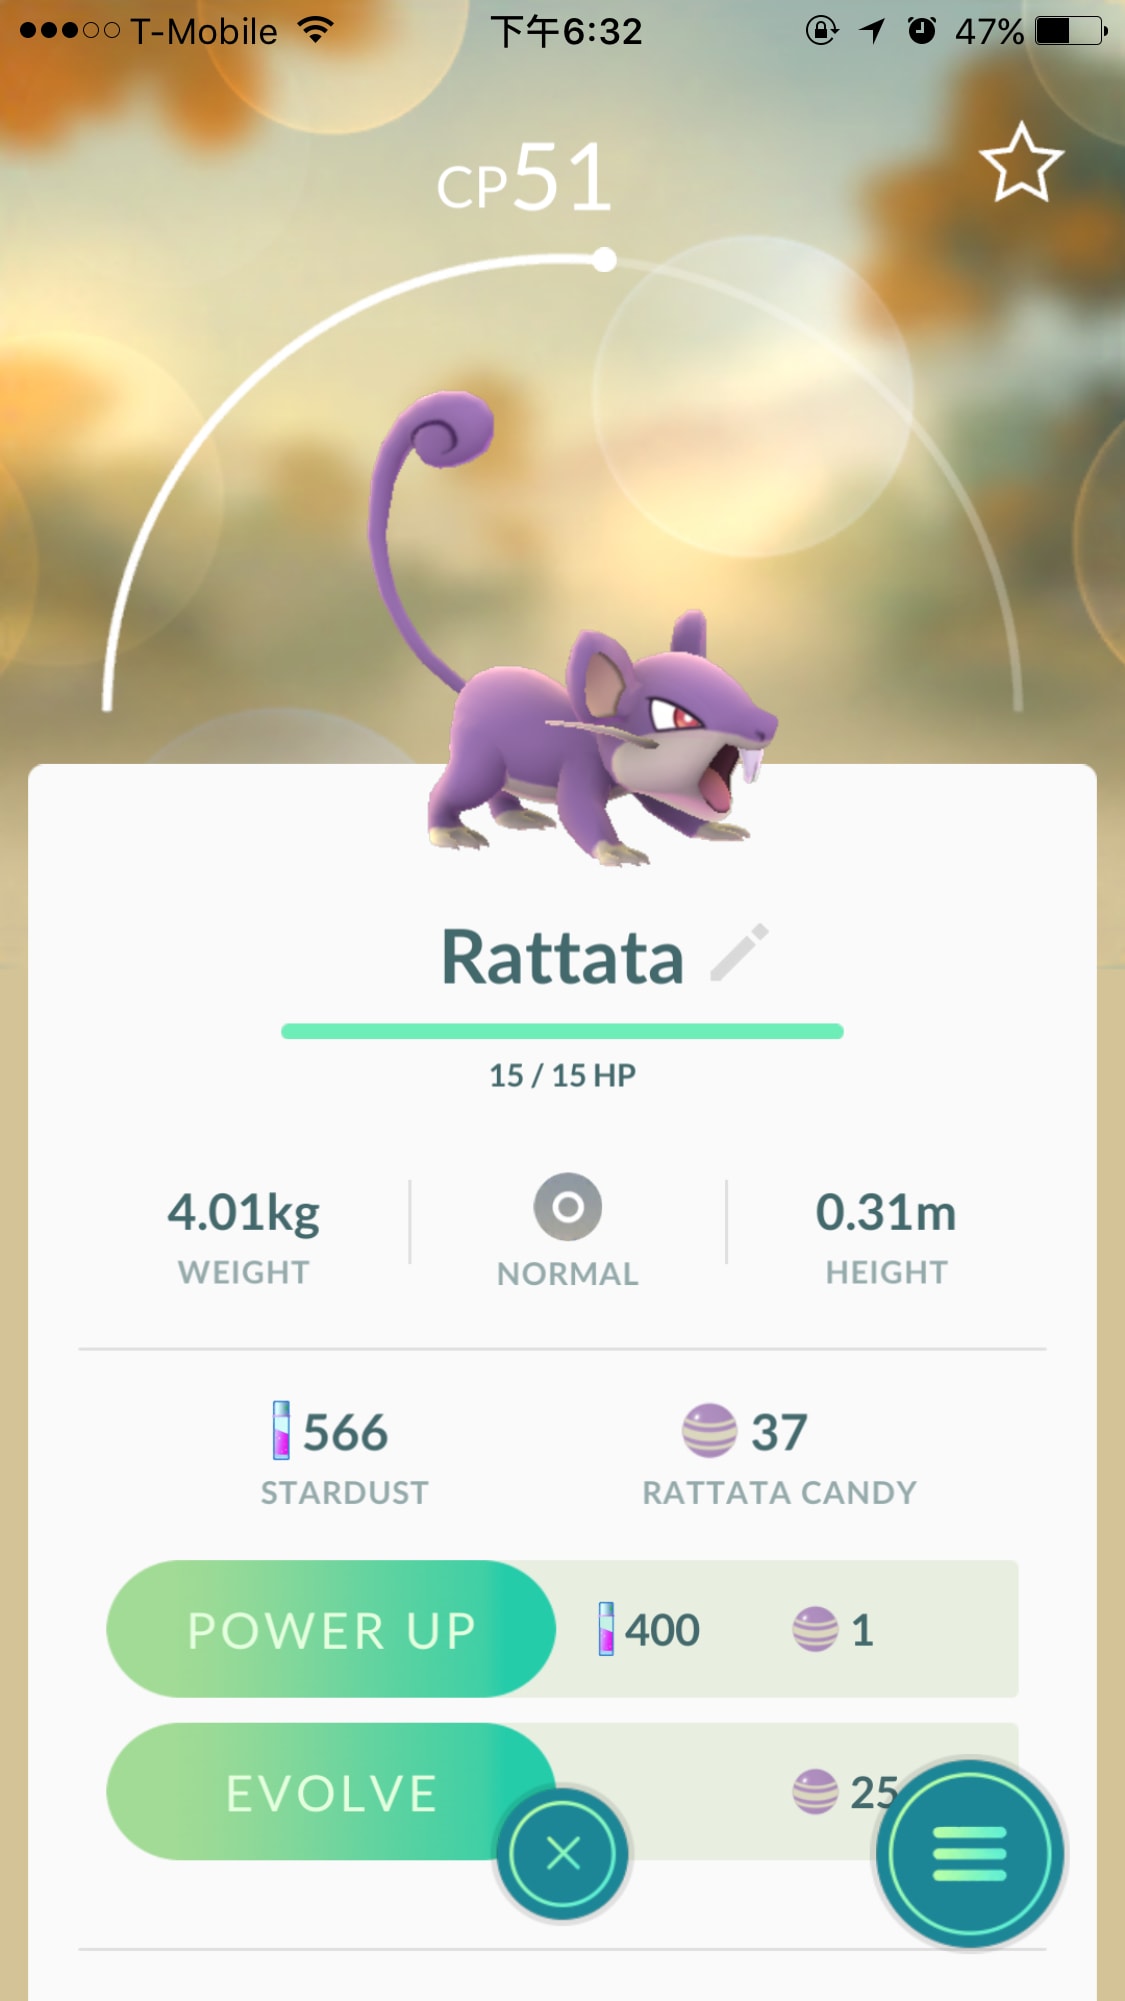 T-Mobile 下午6:32 47%
CP51
Rattata
15 / 15 HP
4.01kg 0.31m
WEIGHT NORMAL HEIGHT
566 37
STARDUST RATTATA CANDY
POWER UP 400 1
EVOLVE 25